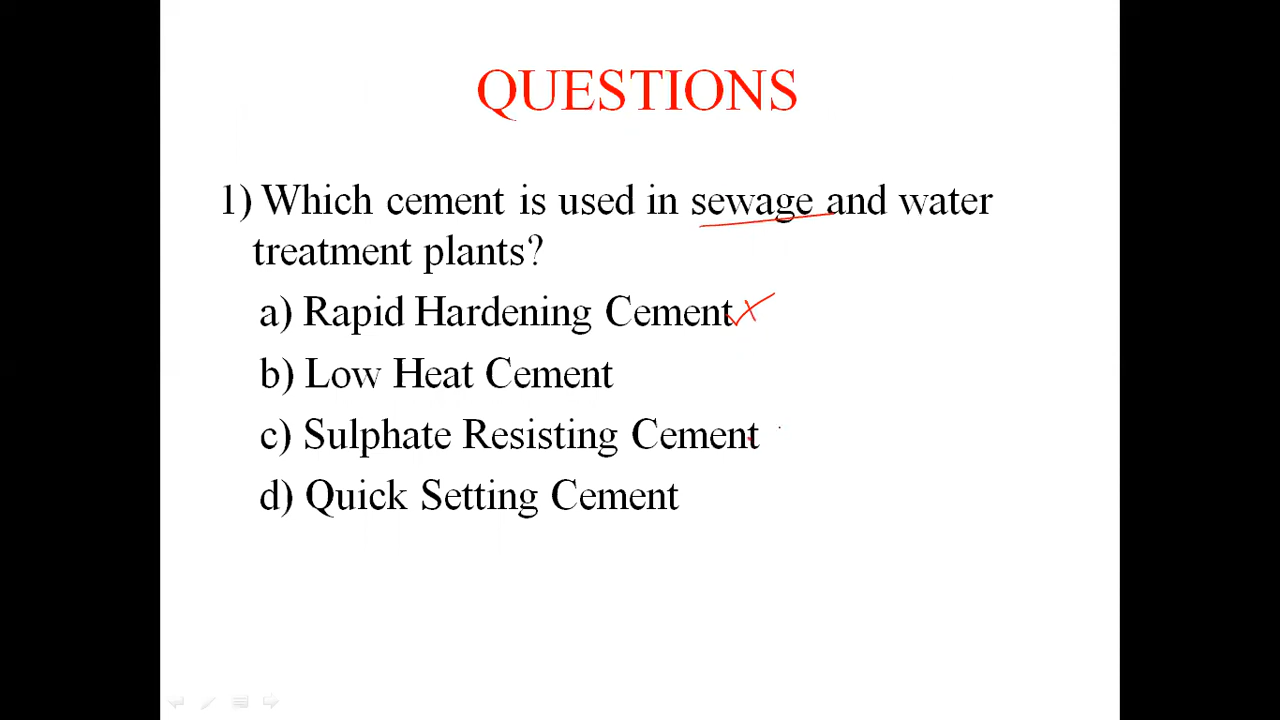 QUESTIONS
1) Which cement is used in sewage and water
treatment plants?
a) Rapid Hardening Cement
b) Low Heat Cement
c) Sulphate Resisting Cement
d) Quick Setting Cement